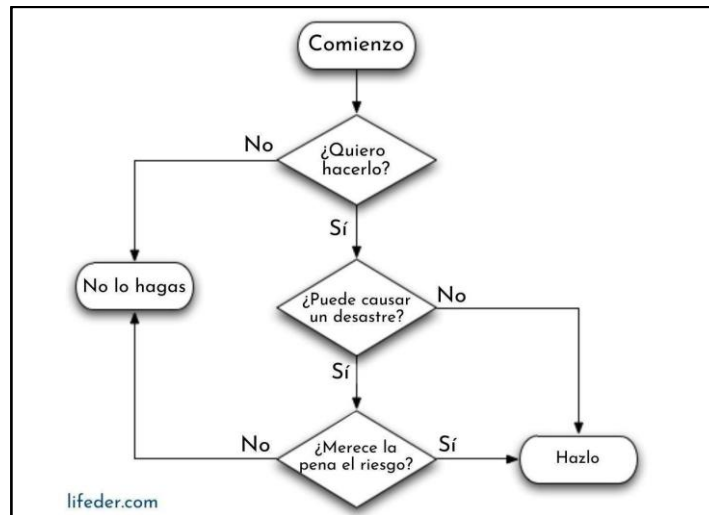 Comienzo
No
¿Quiero
hacerlo?
Sí
No lo hagas
¿Puede causar
un desastre?
No
Sí
No
¿Merece la
pena el riesgo?
Sí
Hazlo
lifeder.com